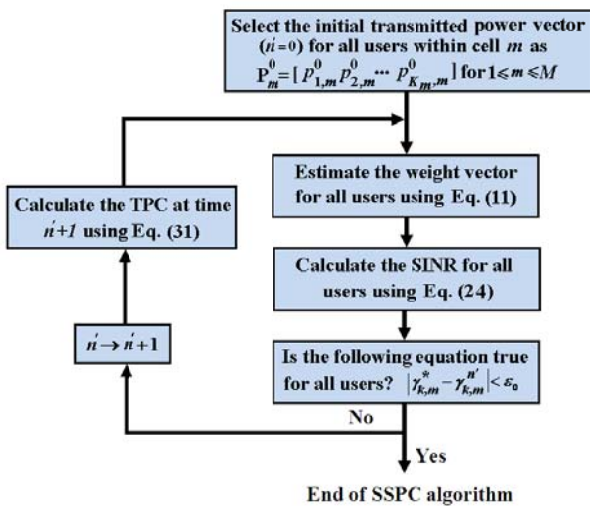 Select the initial transmitted power vector
(n′=0) for all users within cell m as
P⁰ₘ=[ p⁰₁,ₘ p⁰₂,ₘ ··· p⁰_Kₘ,ₘ ] for 1≤m≤M
Estimate the weight vector
for all users using Eq. (11)
Calculate the TPC at time
n′+1 using Eq. (31)
Calculate the SINR for all
users using Eq. (24)
n′→n′+1
Is the following equation true
for all users? |γ*ₖ,ₘ − γⁿ′ₖ,ₘ| < ε₀
No
Yes
End of SSPC algorithm